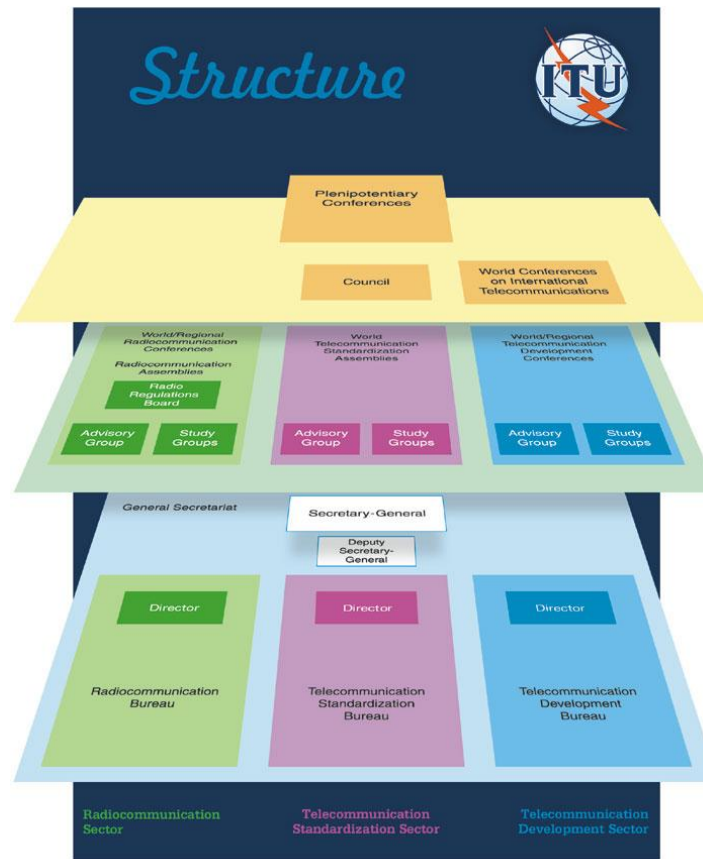 Structure
ITU
Plenipotentiary
Conferences
Council
World Conferences
on International
Telecommunications
World/Regional
Radiocommunication
Conferences
Radiocommunication
Assemblies
Radio
Regulations
Board
Advisory
Group
Study
Groups
World
Telecommunication
Standardization
Assemblies
Advisory
Group
Study
Groups
World/Regional
Telecommunication
Development
Conferences
Advisory
Group
Study
Groups
General Secretariat
Secretary-General
Deputy
Secretary-
General
Director
Radiocommunication
Bureau
Director
Telecommunication
Standardization
Bureau
Director
Telecommunication
Development
Bureau
Radiocommunication
Sector
Telecommunication
Standardization Sector
Telecommunication
Development Sector